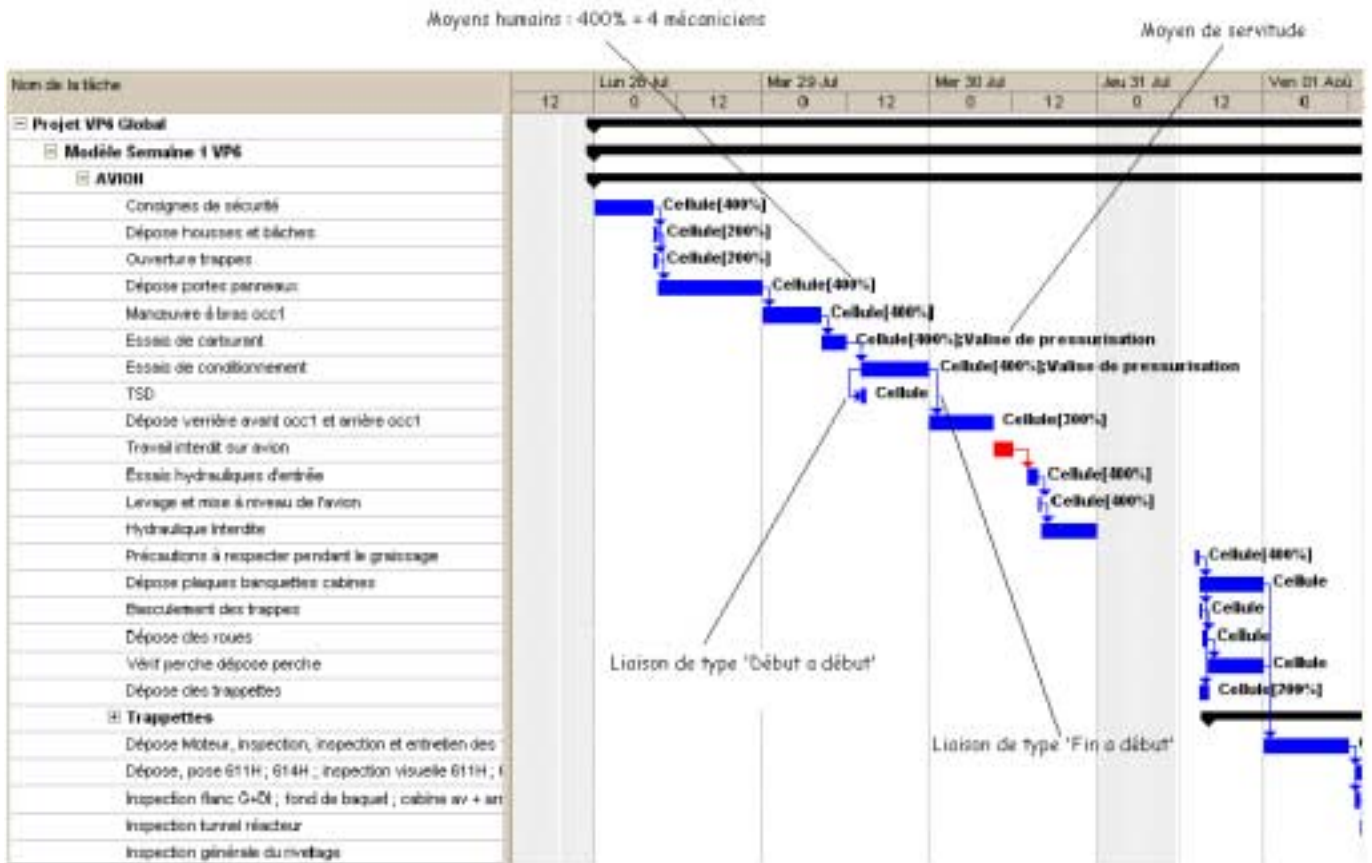 Moyens humains : 400% = 4 mécaniciens
Moyen de servitude
Nom de la tâche
Lun 28 Jul Mar 29 Jul Mer 30 Jul Jeu 31 Jul Ven 01 Aoû
12 0 12 0 12 0 12 0 12 0
Projet VP6 Global
Modèle Semaine 1 VP6
AVION
Consignes de sécurité Cellule[400%]
Dépose housses et bâches Cellule[200%]
Ouverture trappes Cellule[200%]
Dépose portes panneaux Cellule[400%]
Manœuvre à bras occ1 Cellule[400%]
Essais de carburant Cellule[400%];Valise de pressurisation
Essais de conditionnement Cellule[400%];Valise de pressurisation
TSD Cellule
Dépose verrière avant occ1 et arrière occ1 Cellule[300%]
Travail interdit sur avion
Essais hydrauliques d'entrée Cellule[400%]
Levage et mise à niveau de l'avion Cellule[400%]
Hydraulique Interdite
Précautions à respecter pendant le graissage Cellule[400%]
Dépose plaques banquettes cabines Cellule
Basculement des trappes Cellule
Dépose des roues Cellule
Vérif perche dépose perche Cellule
Liaison de type 'Début a début'
Dépose des trappettes Cellule[200%]
Trappettes
Liaison de type 'Fin a début'
Dépose Moteur, inspection, inspection et entretien des
Dépose, pose 611H ; 614H ; inspection visuelle 611H ;
Inspection flanc G+Dt ; fond de baquet ; cabine av + arr
Inspection tunnel réacteur
Inspection générale du rivetage